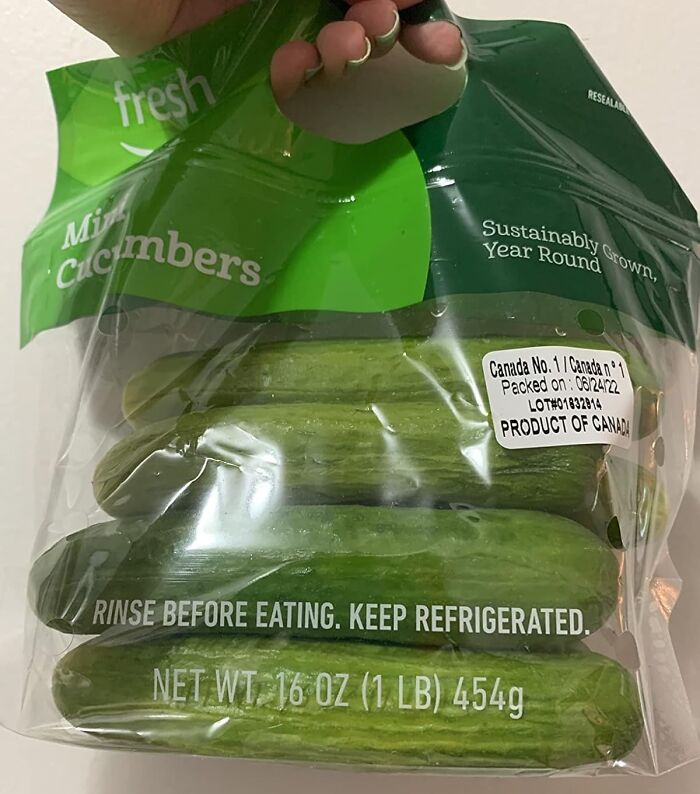 fresh
RESEALABL
Mini
Cucumbers
Sustainably Grown,
Year Round
Canada No. 1 / Canada n° 1
Packed on : 06/24/22
LOT#01832914
PRODUCT OF CANADA
RINSE BEFORE EATING. KEEP REFRIGERATED.
NET WT. 16 OZ (1 LB) 454g